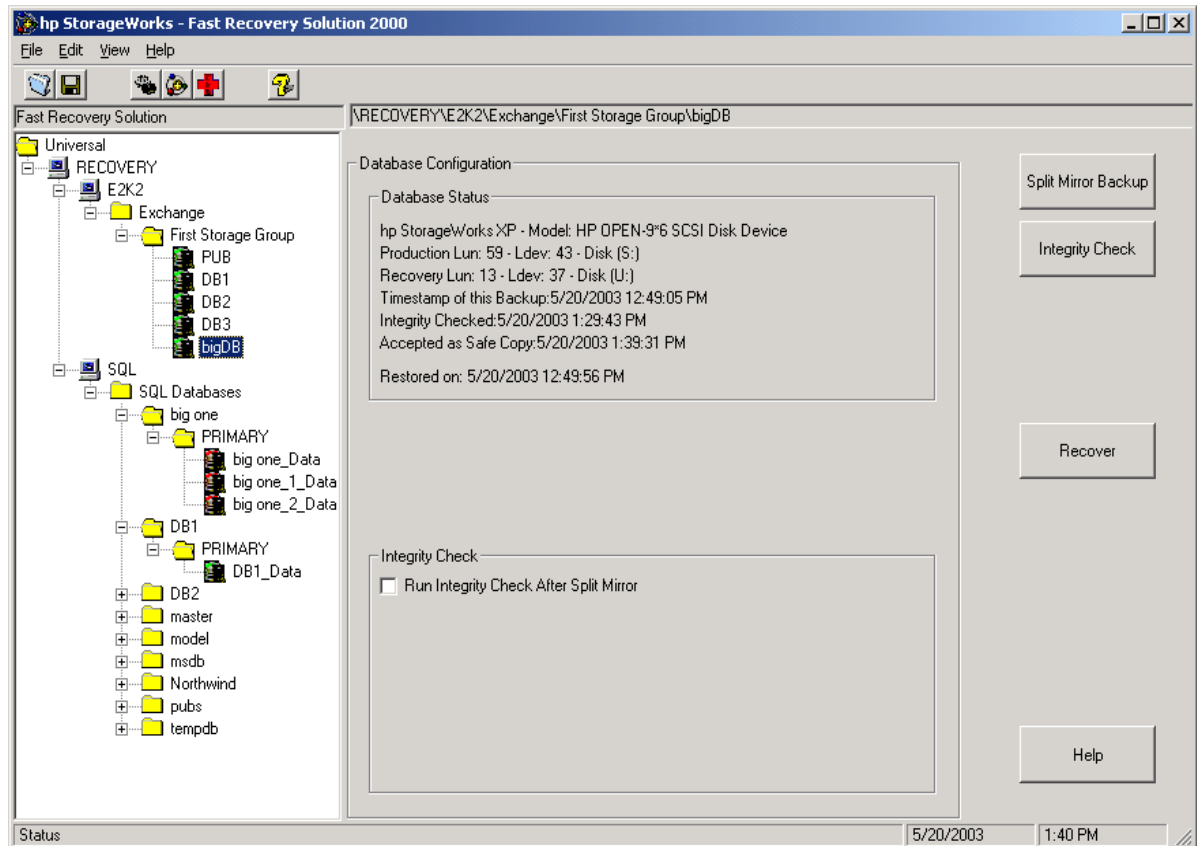 hp StorageWorks - Fast Recovery Solution 2000
File Edit View Help
Fast Recovery Solution
\RECOVERY\E2K2\Exchange\First Storage Group\bigDB
Universal
RECOVERY
E2K2
Exchange
First Storage Group
PUB
DB1
DB2
DB3
bigDB
SQL
SQL Databases
big one
PRIMARY
big one_Data
big one_1_Data
big one_2_Data
DB1
PRIMARY
DB1_Data
DB2
master
model
msdb
Northwind
pubs
tempdb
Database Configuration
Database Status
hp StorageWorks XP - Model: HP OPEN-9*6 SCSI Disk Device
Production Lun: 59 - Ldev: 43 - Disk (S:)
Recovery Lun: 13 - Ldev: 37 - Disk (U:)
Timestamp of this Backup:5/20/2003 12:49:05 PM
Integrity Checked:5/20/2003 1:29:43 PM
Accepted as Safe Copy:5/20/2003 1:39:31 PM
Restored on: 5/20/2003 12:49:56 PM
Integrity Check
Run Integrity Check After Split Mirror
Split Mirror Backup
Integrity Check
Recover
Help
Status
5/20/2003
1:40 PM